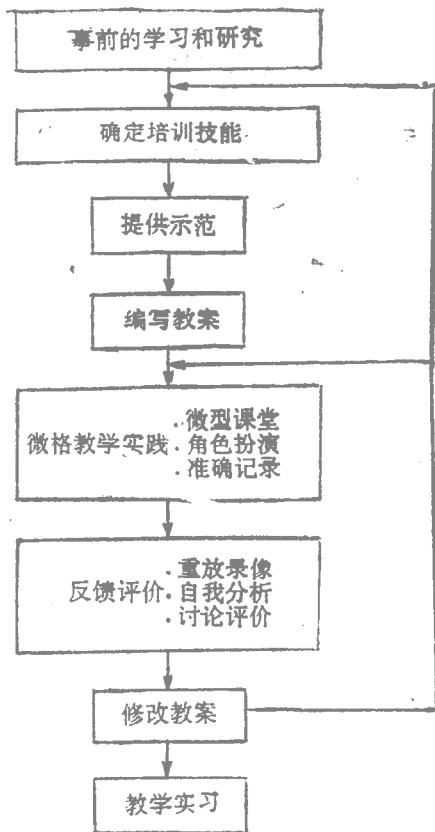 事前的学习和研究
确定培训技能
提供示范
编写教案
.微型课堂
微格教学实践.角色扮演
.准确记录
.重放录像
反馈评价.自我分析
.讨论评价
修改教案
教学实习